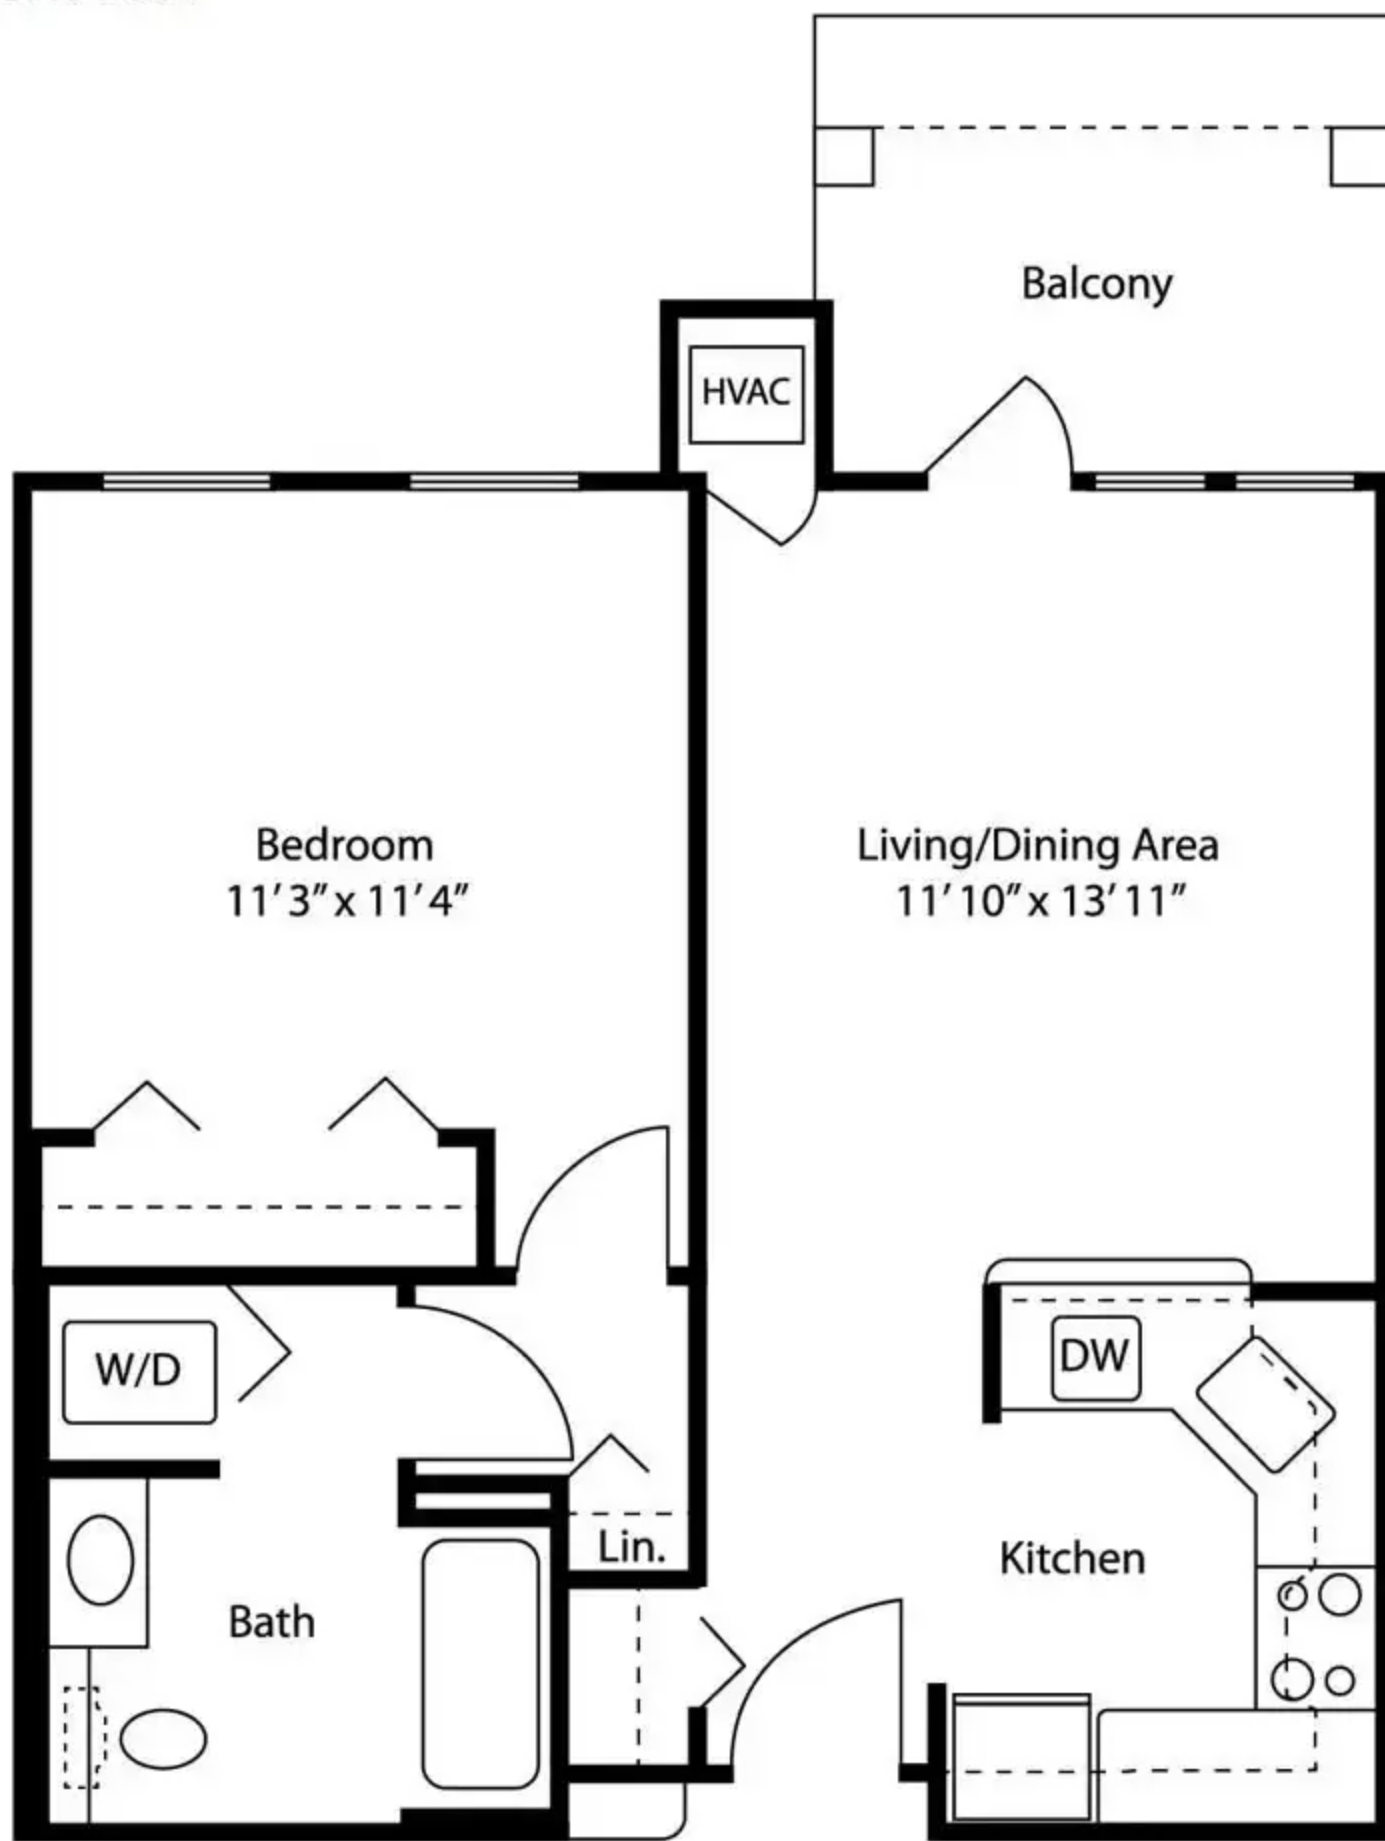 Balcony
HVAC
Bedroom
11’3” x 11’4”
Living/Dining Area
11’10” x 13’11”
W/D
DW
Lin.
Kitchen
Bath